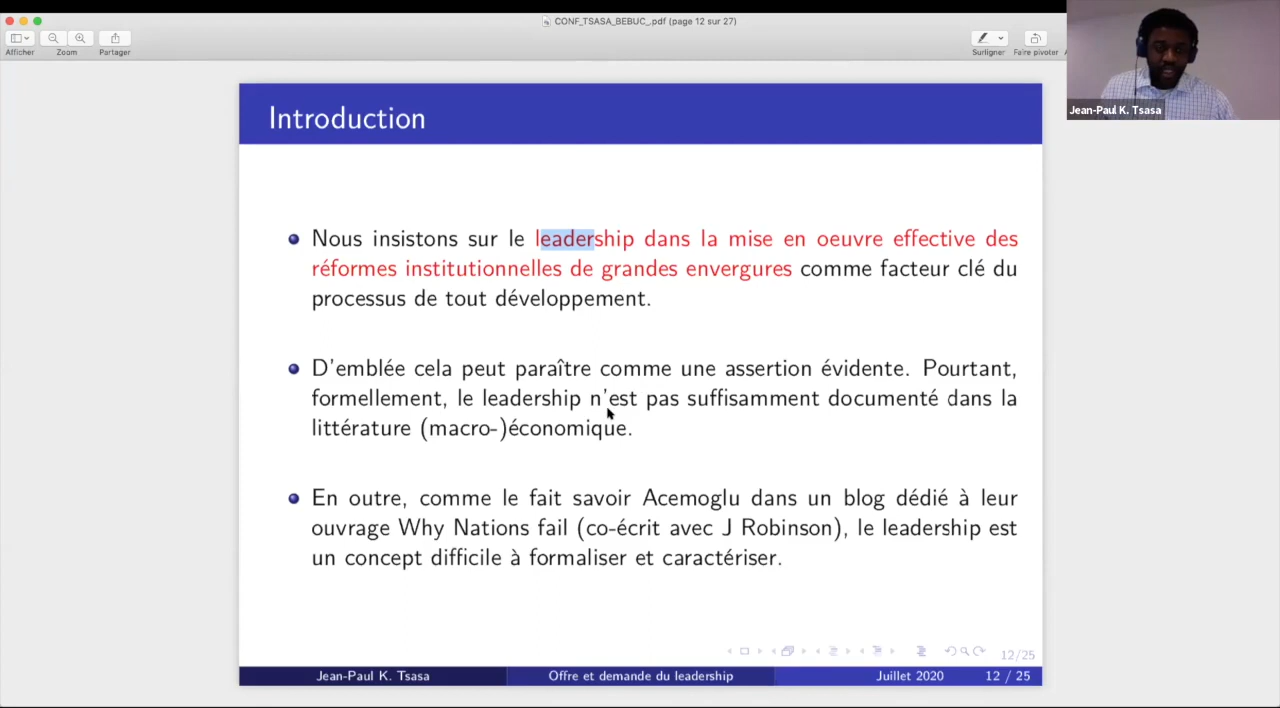 CONF_TSASA_BEBUC_.pdf (page 12 sur 27)
Afficher Zoom Partager Surligner Faire pivoter
Jean-Paul K. Tsasa
Introduction
Nous insistons sur le leadership dans la mise en oeuvre effective des
réformes institutionnelles de grandes envergures comme facteur clé du
processus de tout développement.
D'emblée cela peut paraître comme une assertion évidente. Pourtant,
formellement, le leadership n'est pas suffisamment documenté dans la
littérature (macro-)économique.
En outre, comme le fait savoir Acemoglu dans un blog dédié à leur
ouvrage Why Nations fail (co-écrit avec J Robinson), le leadership est
un concept difficile à formaliser et caractériser.
12/25
Jean-Paul K. Tsasa Offre et demande du leadership Juillet 2020 12 / 25